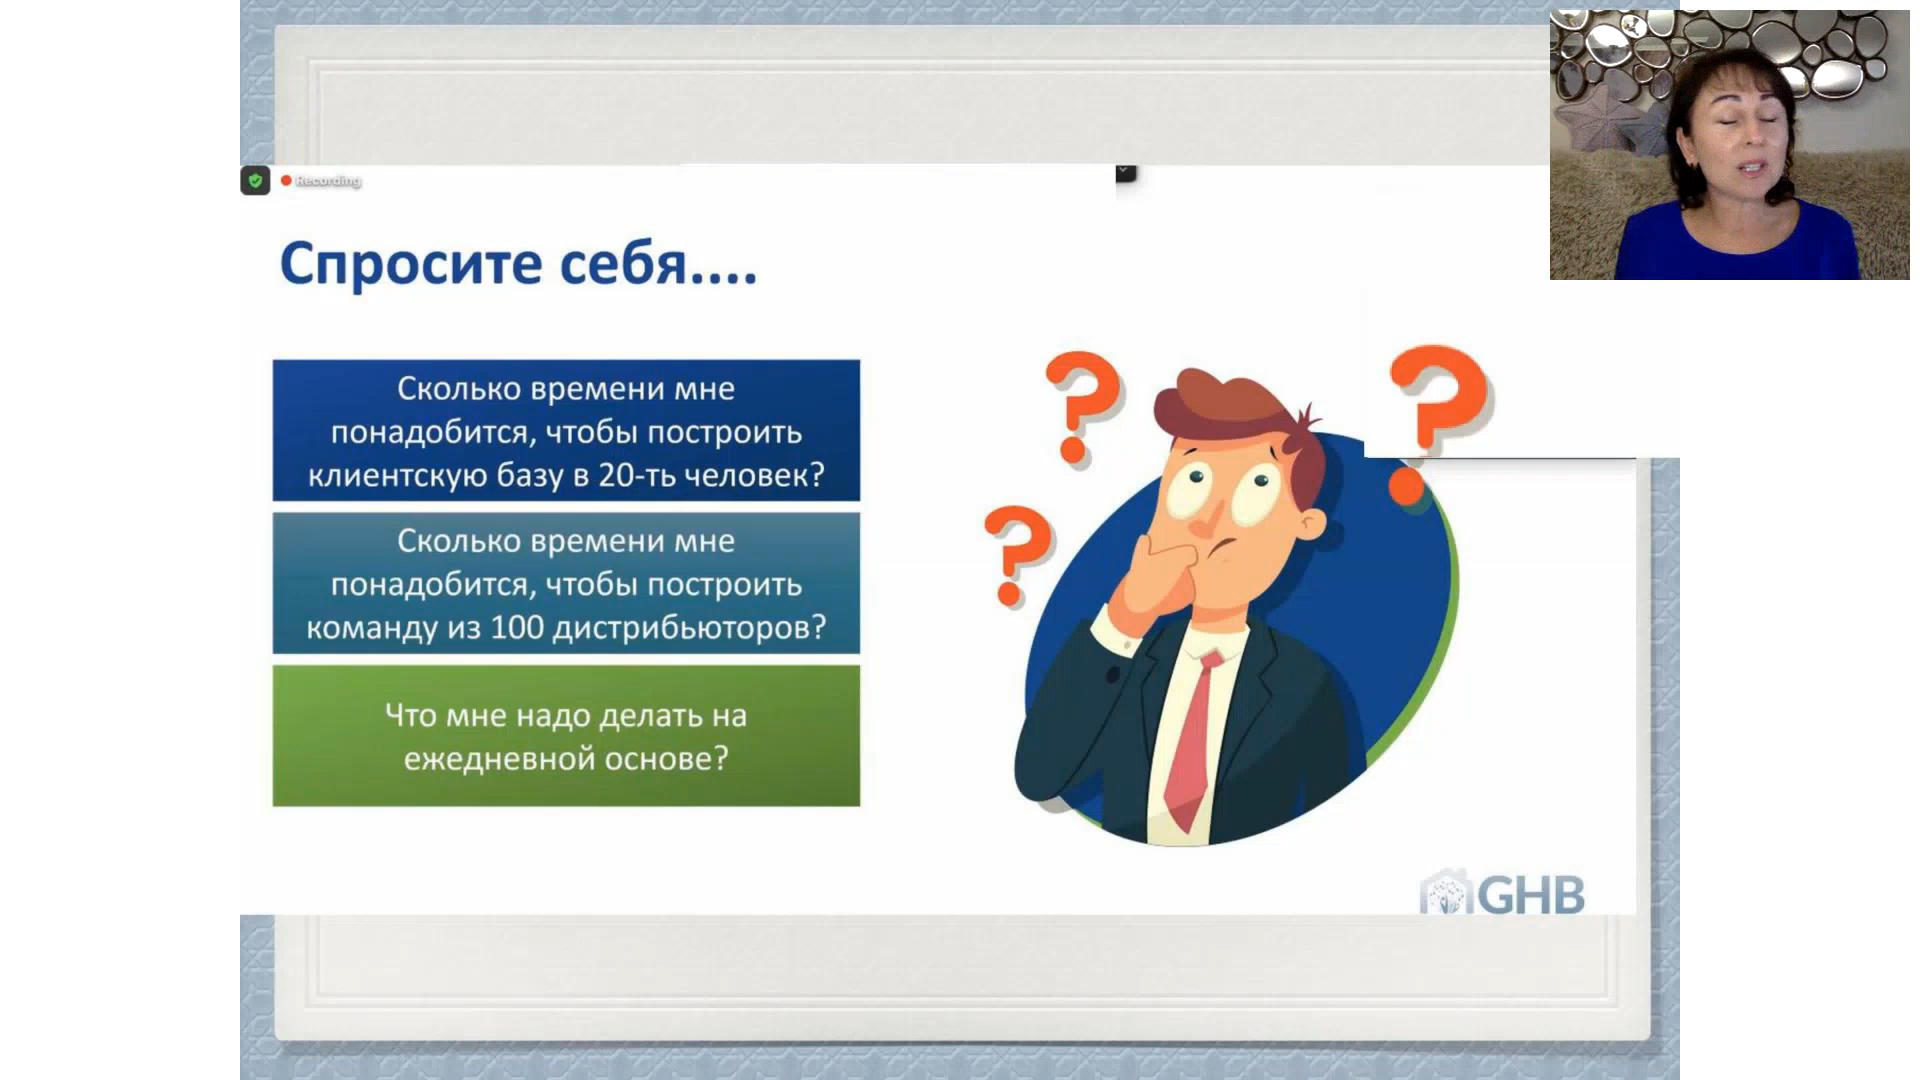 Recording
Спросите себя....
Сколько времени мне
понадобится, чтобы построить
клиентскую базу в 20-ть человек?
Сколько времени мне
понадобится, чтобы построить
команду из 100 дистрибьюторов?
Что мне надо делать на
ежедневной основе?
GHB